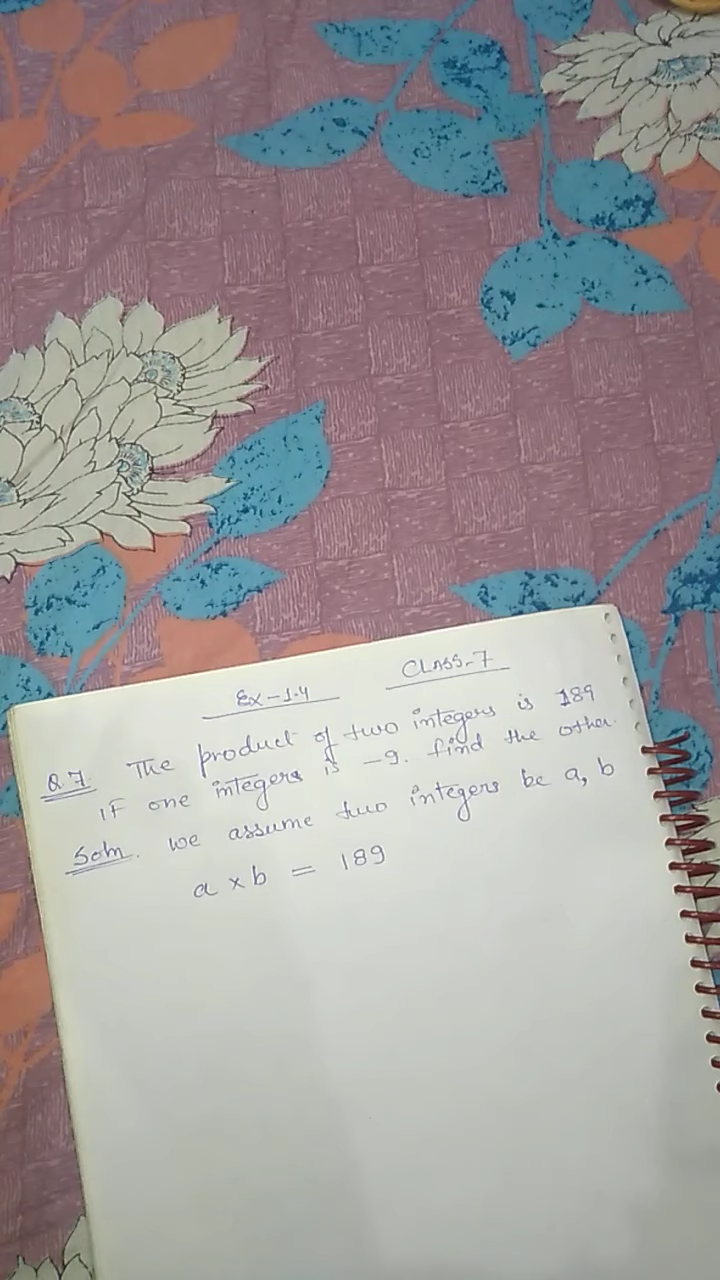 Ex-1.4 CLASS-7
Q.7. The product of two integers is 189
if one integers is -9. find the other.
Soln. we assume two integers be a, b
a × b = 189